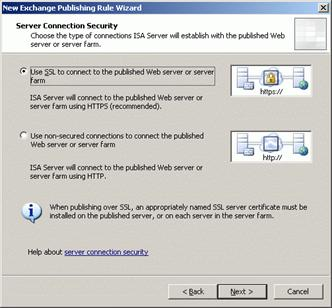 New Exchange Publishing Rule Wizard
Server Connection Security
Choose the type of connections ISA Server will establish with the published Web
server or server farm.
Use SSL to connect to the published Web server or server
farm
ISA Server will connect to the published Web server or
server farm using HTTPS (recommended).
https://
Use non-secured connections to connect the published
Web server or server farm
ISA Server will connect to the published Web server or
server farm using HTTP.
http://
When publishing over SSL, an appropriately named SSL server certificate must be
installed on the published server, or on each server in the server farm.
Help about server connection security
< Back
Next >
Cancel